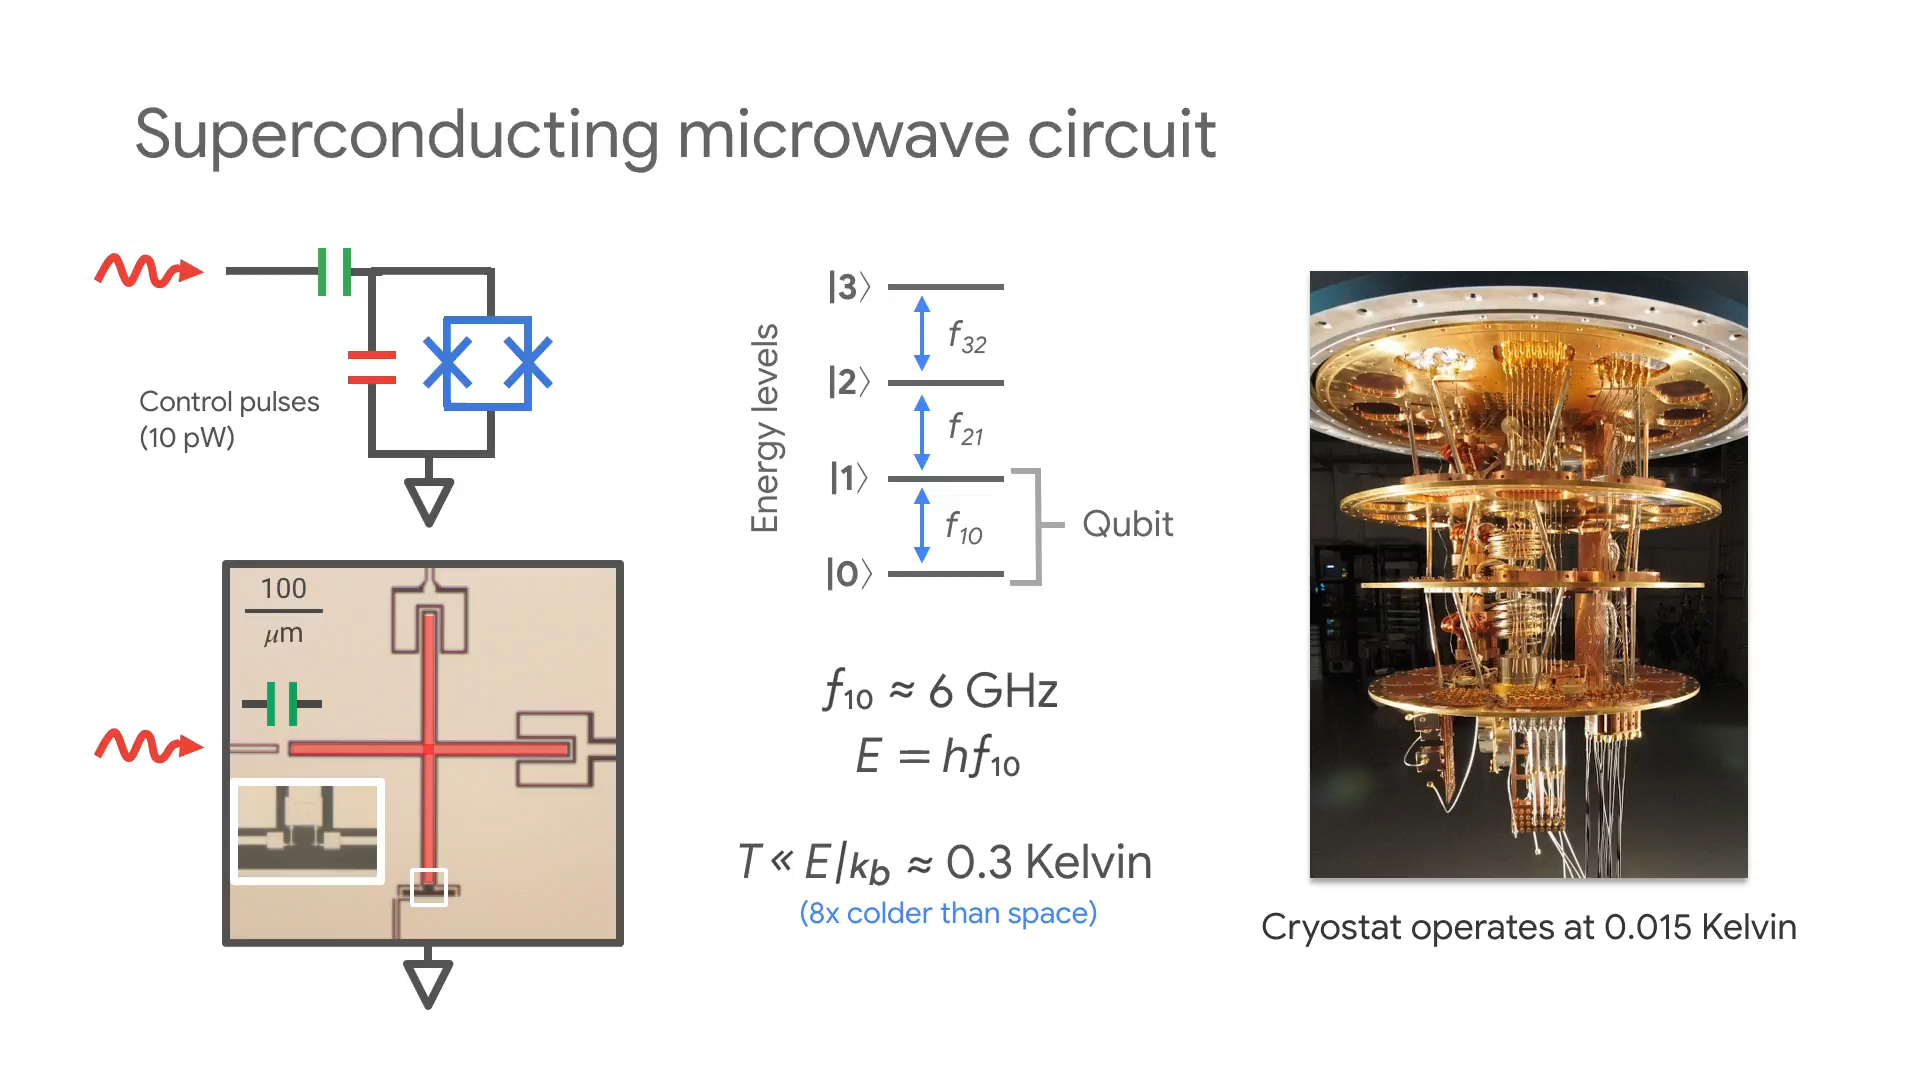 Superconducting microwave circuit
Control pulses
(10 pW)
100
μm
Energy levels
|3⟩
f32
|2⟩
f21
|1⟩
f10
|0⟩
Qubit
f10 ≈ 6 GHz
E = hf10
T ≪ E/kb ≈ 0.3 Kelvin
(8x colder than space)
Cryostat operates at 0.015 Kelvin